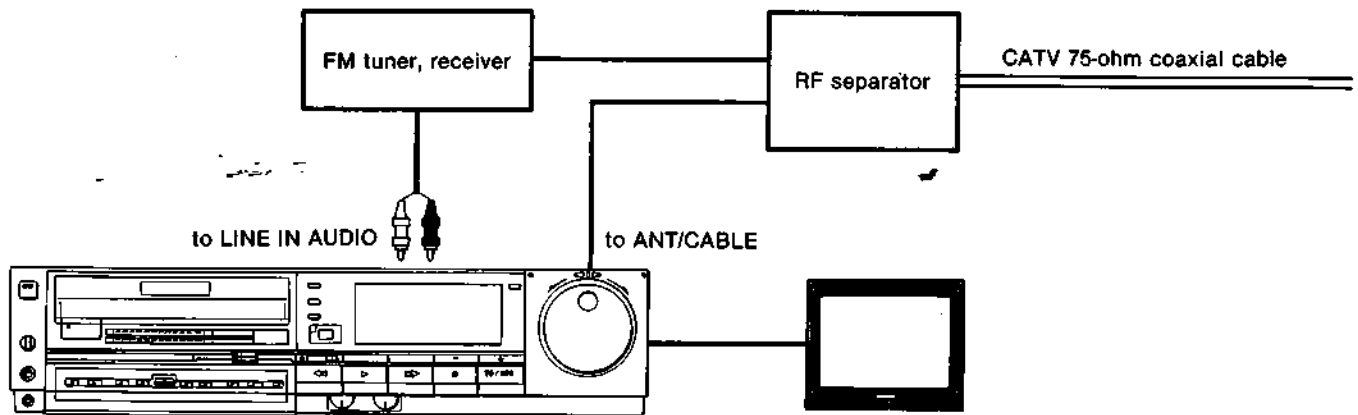 FM tuner, receiver
RF separator
CATV 75-ohm coaxial cable
to LINE IN AUDIO
to ANT/CABLE